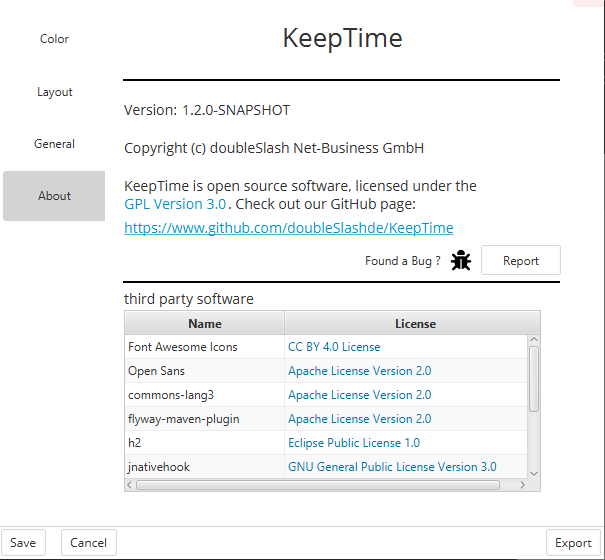 Color
Layout
General
About
KeepTime
Version: 1.2.0-SNAPSHOT
Copyright (c) doubleSlash Net-Business GmbH
KeepTime is open source software, licensed under the
GPL Version 3.0. Check out our GitHub page:
https://www.github.com/doubleSlashde/KeepTime
Found a Bug ? Report
third party software
Name License
Font Awesome Icons CC BY 4.0 License
Open Sans Apache License Version 2.0
commons-lang3 Apache License Version 2.0
flyway-maven-plugin Apache License Version 2.0
h2 Eclipse Public License 1.0
jnativehook GNU General Public License Version 3.0
Save Cancel Export